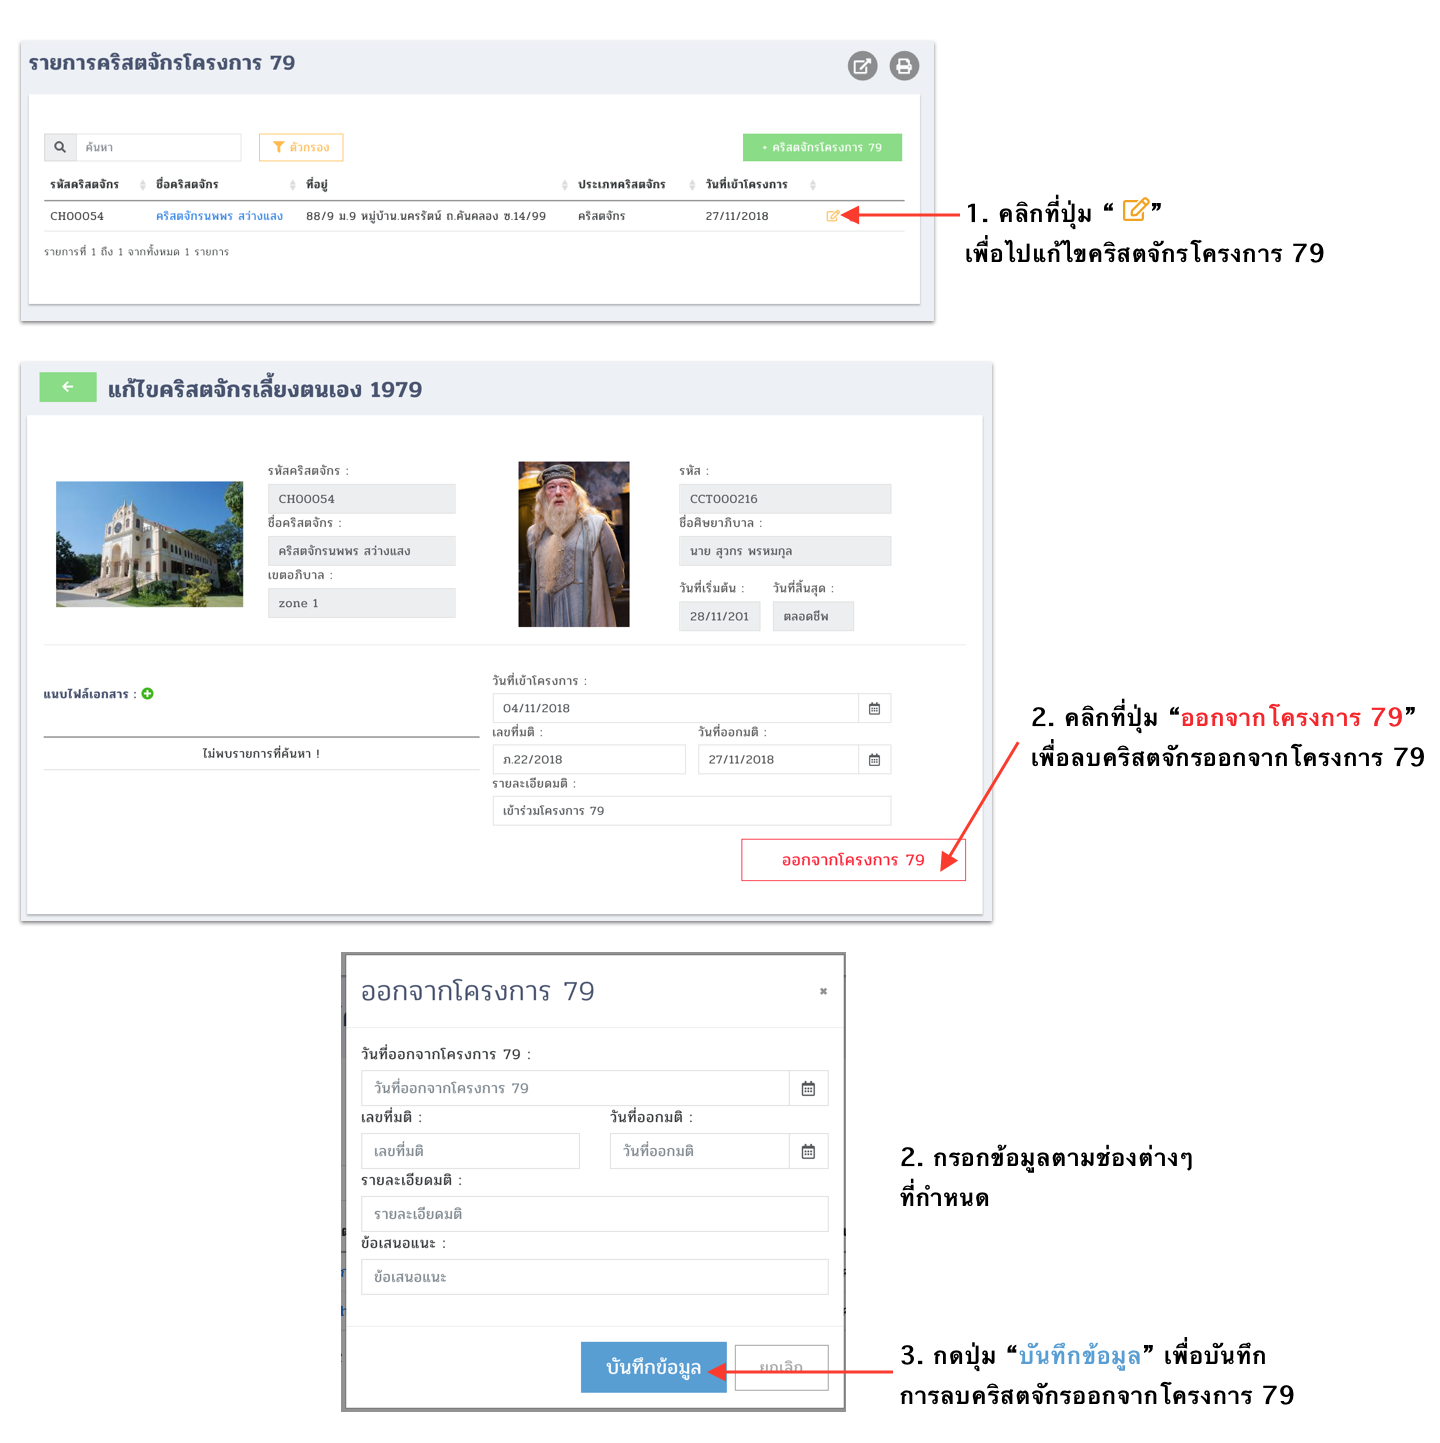 รายการคริสตจักรโครงการ 79
ค้นหา
ตัวกรอง
+ คริสตจักรโครงการ 79
รหัสคริสตจักร ชื่อคริสตจักร ที่อยู่ ประเภทคริสตจักร วันที่เข้าโครงการ
CH00054 คริสตจักรนพพร สว่างแสง 88/9 ม.9 หมู่บ้าน.นครรัตน์ ถ.คันคลอง ซ.14/99 คริสตจักร 27/11/2018
รายการที่ 1 ถึง 1 จากทั้งหมด 1 รายการ
1. คลิกที่ปุ่ม “ ”
เพื่อไปแก้ไขคริสตจักรโครงการ 79
แก้ไขคริสตจักรเลี้ยงตนเอง 1979
รหัสคริสตจักร :
CH00054
ชื่อคริสตจักร :
คริสตจักรนพพร สว่างแสง
เขตอภิบาล :
zone 1
รหัส :
CCT000216
ชื่อศิษยาภิบาล :
นาย สุวกร พรหมกุล
วันที่เริ่มต้น : วันที่สิ้นสุด :
28/11/201 ตลอดชีพ
แนบไฟล์เอกสาร :
ไม่พบรายการที่ค้นหา !
วันที่เข้าโครงการ :
04/11/2018
เลขที่มติ : วันที่ออกมติ :
ภ.22/2018 27/11/2018
รายละเอียดมติ :
เข้าร่วมโครงการ 79
ออกจากโครงการ 79
2. คลิกที่ปุ่ม “ออกจากโครงการ 79”
เพื่อลบคริสตจักรออกจากโครงการ 79
ออกจากโครงการ 79
วันที่ออกจากโครงการ 79 :
วันที่ออกจากโครงการ 79
เลขที่มติ : วันที่ออกมติ :
เลขที่มติ วันที่ออกมติ
รายละเอียดมติ :
รายละเอียดมติ
ข้อเสนอแนะ :
ข้อเสนอแนะ
บันทึกข้อมูล ยกเลิก
2. กรอกข้อมูลตามช่องต่างๆ
ที่กำหนด
3. กดปุ่ม “บันทึกข้อมูล” เพื่อบันทึก
การลบคริสตจักรออกจากโครงการ 79